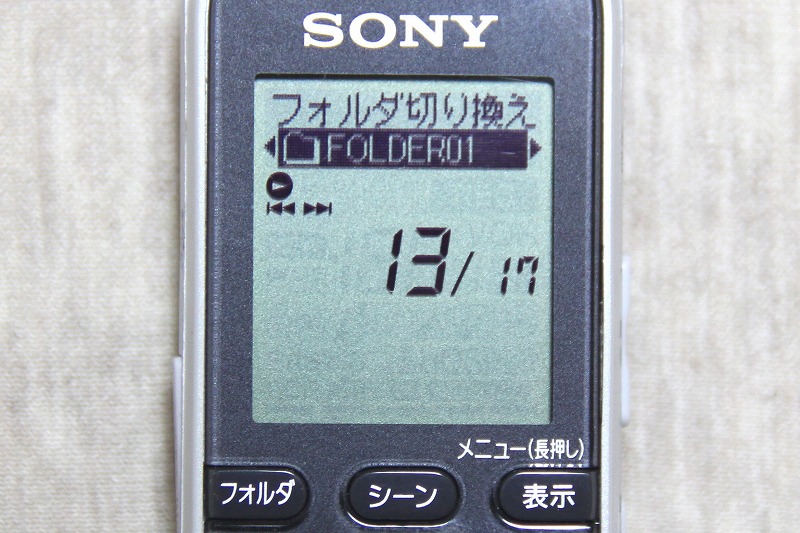 SONY
フォルダ切り換え
FOLDER01
13/17
メニュー(長押し)
フォルダ
シーン
表示